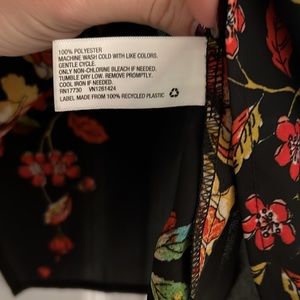 100% POLYESTER
MACHINE WASH COLD WITH LIKE COLORS.
GENTLE CYCLE.
ONLY NON-CHLORINE BLEACH IF NEEDED.
TUMBLE DRY LOW. REMOVE PROMPTLY.
COOL IRON IF NEEDED.
RN17730 VN1261424
LABEL MADE FROM 100% RECYCLED PLASTIC